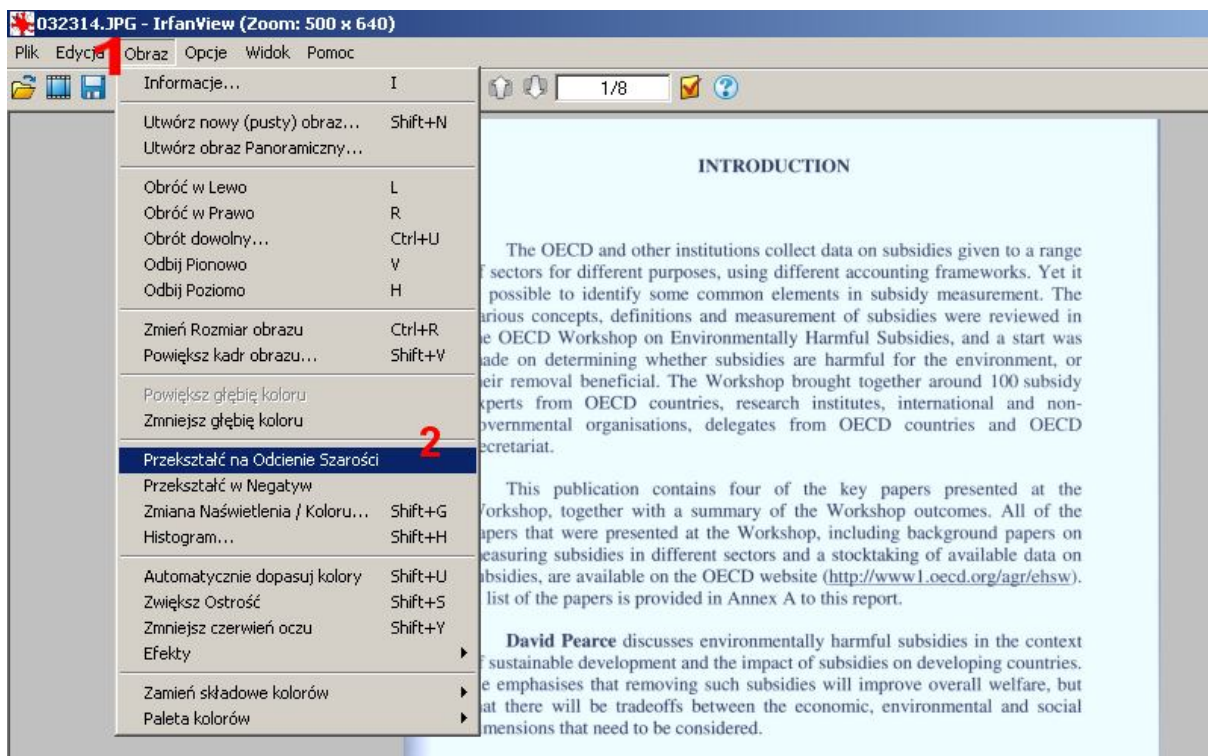 032314.JPG - IrfanView (Zoom: 500 x 640)
Plik Edycja Obraz Opcje Widok Pomoc
1
1/8
Informacje... I
Utwórz nowy (pusty) obraz... Shift+N
Utwórz obraz Panoramiczny...
Obróć w Lewo L
Obróć w Prawo R
Obrót dowolny... Ctrl+U
Odbij Pionowo V
Odbij Poziomo H
Zmień Rozmiar obrazu Ctrl+R
Powiększ kadr obrazu... Shift+V
Powiększ głębię koloru
Zmniejsz głębię koloru
2
Przekształć na Odcienie Szarości
Przekształć w Negatyw
Zmiana Naświetlenia / Koloru... Shift+G
Histogram... Shift+H
Automatycznie dopasuj kolory Shift+U
Zwiększ Ostrość Shift+S
Zmniejsz czerwień oczu Shift+Y
Efekty
Zamień składowe kolorów
Paleta kolorów
INTRODUCTION
The OECD and other institutions collect data on subsidies given to a range
sectors for different purposes, using different accounting frameworks. Yet it
possible to identify some common elements in subsidy measurement. The
concepts, definitions and measurement of subsidies were reviewed in
OECD Workshop on Environmentally Harmful Subsidies, and a start was
on determining whether subsidies are harmful for the environment, or
removal beneficial. The Workshop brought together around 100 subsidy
from OECD countries, research institutes, international and non-
organisations, delegates from OECD countries and OECD
This publication contains four of the key papers presented at the
together with a summary of the Workshop outcomes. All of the
that were presented at the Workshop, including background papers on
subsidies in different sectors and a stocktaking of available data on
are available on the OECD website (http://www1.oecd.org/agr/ehsw).
list of the papers is provided in Annex A to this report.
David Pearce discusses environmentally harmful subsidies in the context
sustainable development and the impact of subsidies on developing countries.
emphasises that removing such subsidies will improve overall welfare, but
there will be tradeoffs between the economic, environmental and social
that need to be considered.